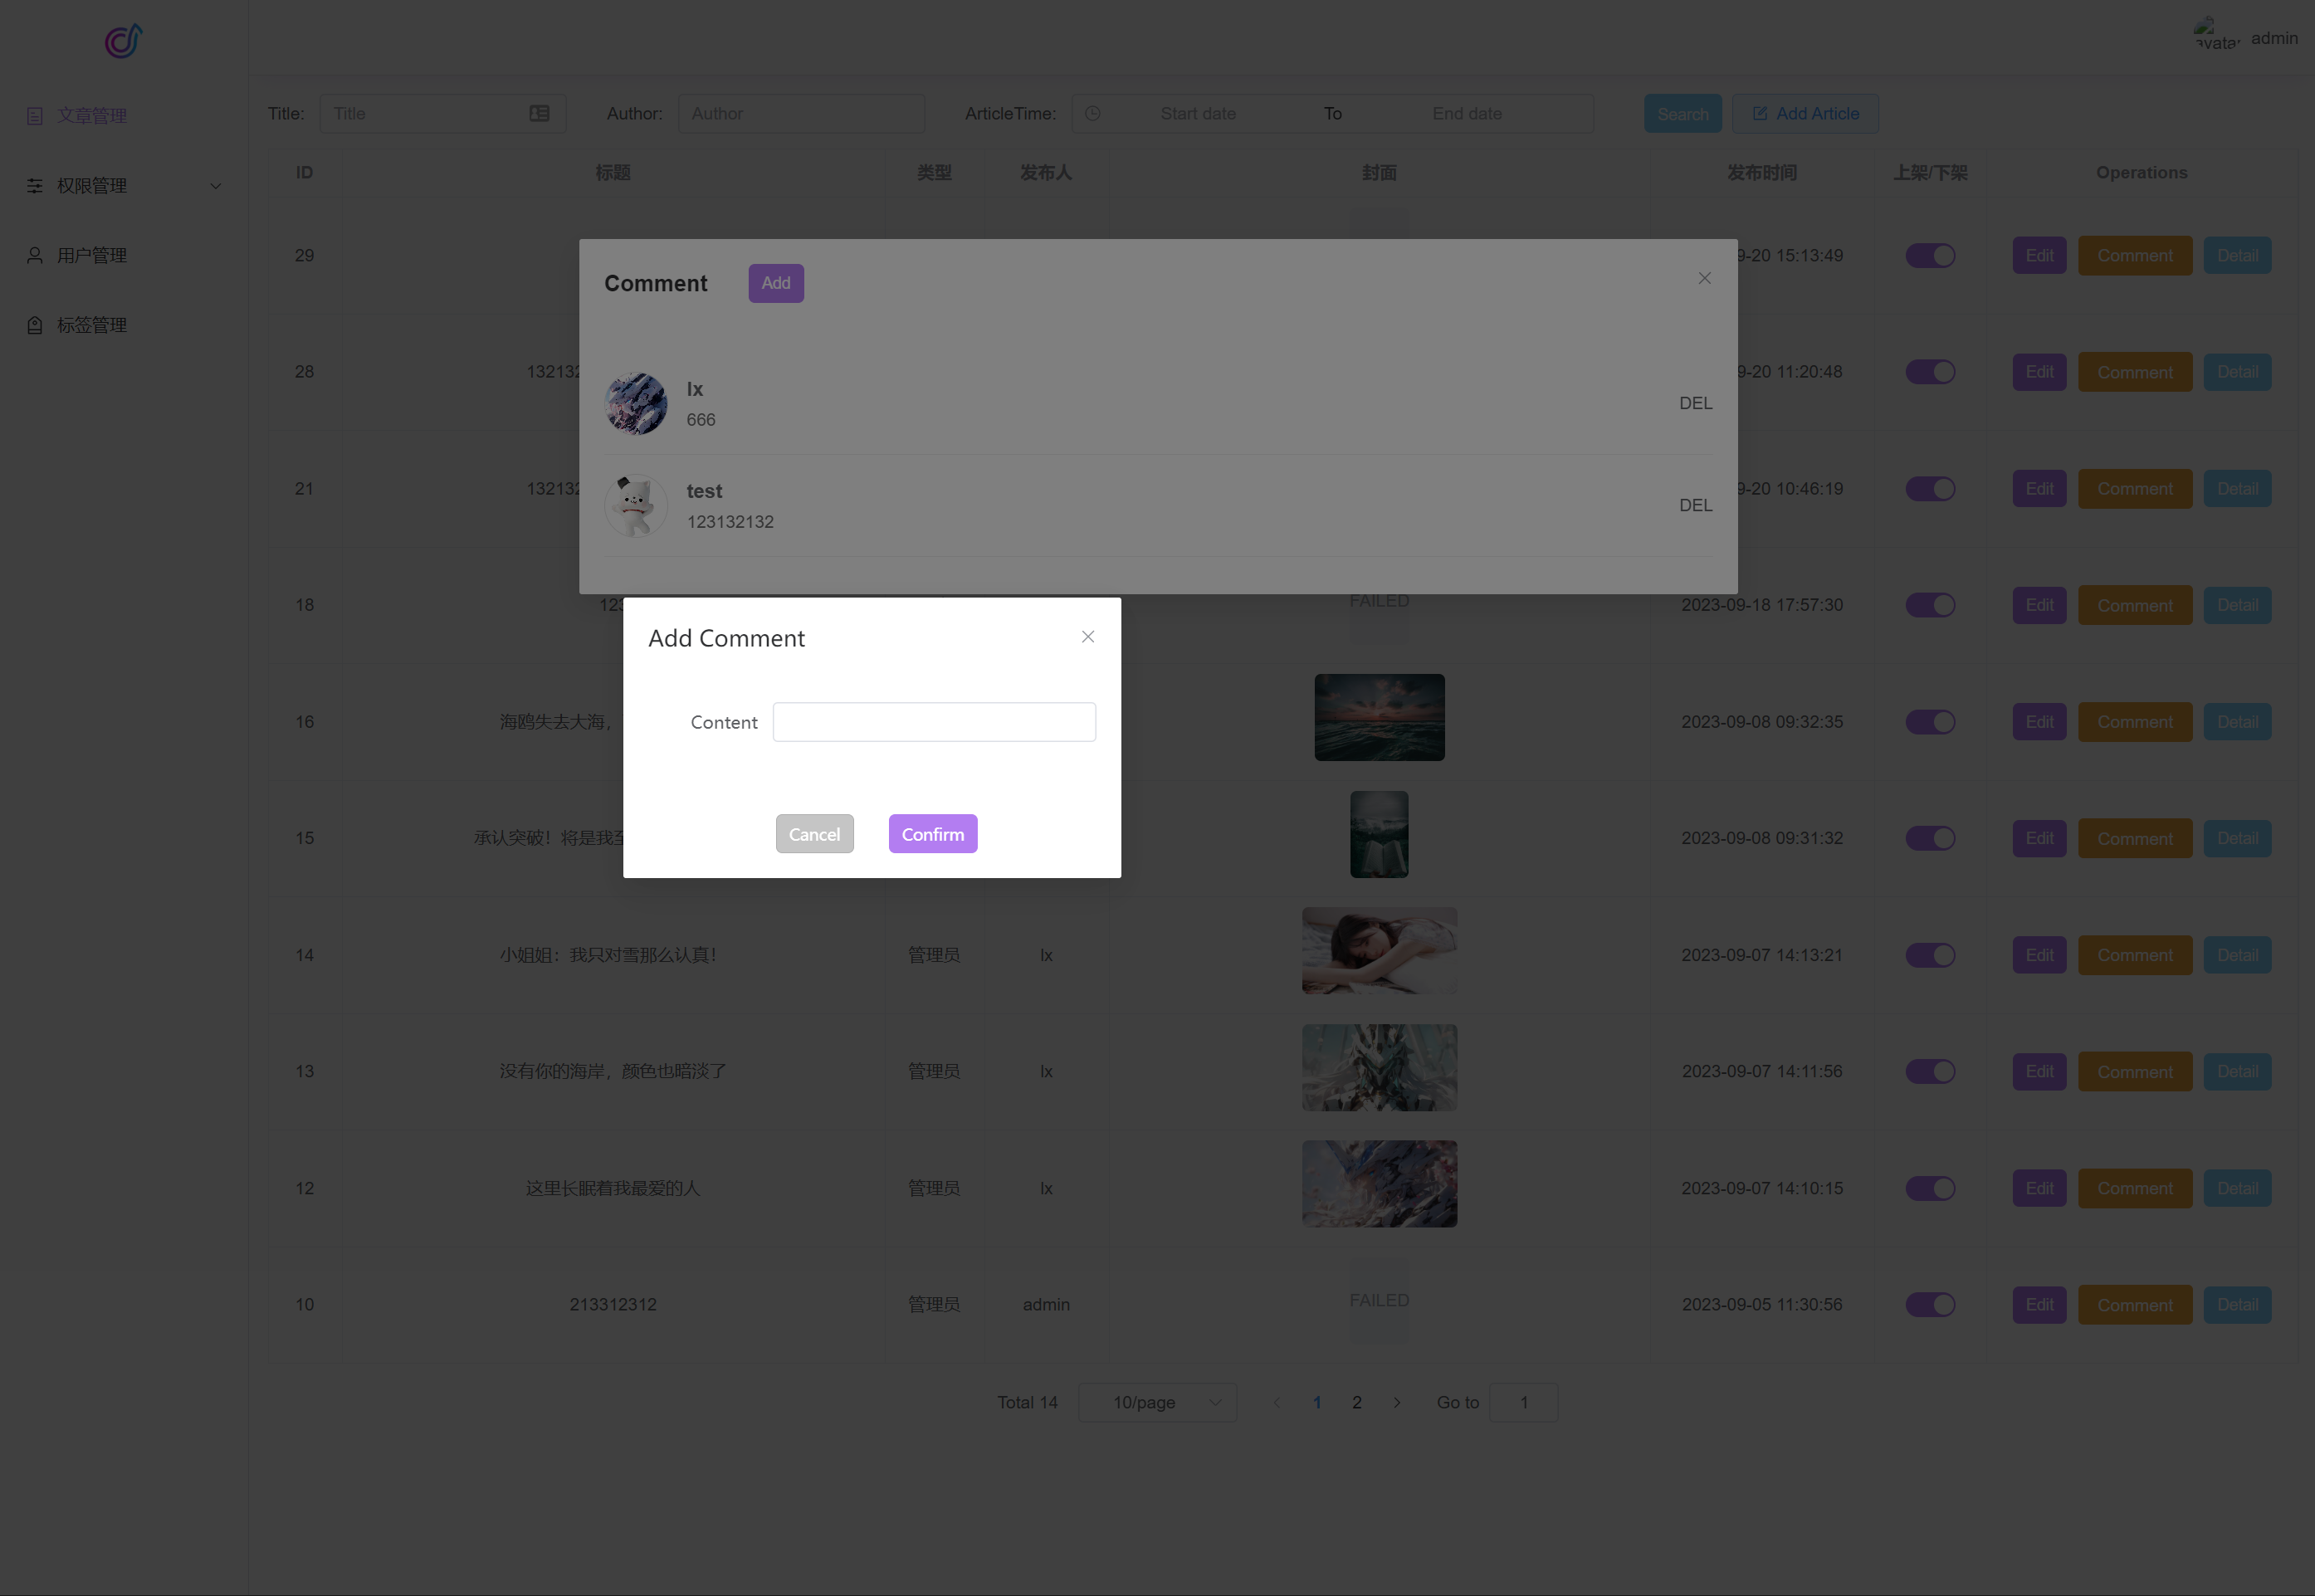 avatar admin
文章管理
权限管理
用户管理
标签管理
Title: Title Author: Author ArticleTime: Start date To End date Search Add Article
ID 标题 类型 发布人 封面 发布时间 上架/下架 Operations
29 9-20 15:13:49 Edit Comment Detail
Comment Add
28 132132 9-20 11:20:48 Edit Comment Detail
lx
666
DEL
21 132132 9-20 10:46:19 Edit Comment Detail
test
123132132
DEL
18 123 FAILED 2023-09-18 17:57:30 Edit Comment Detail
Add Comment
16 海鸥失去大海， 2023-09-08 09:32:35 Edit Comment Detail
Content
15 承认突破！将是我至 2023-09-08 09:31:32 Edit Comment Detail
Cancel Confirm
14 小姐姐：我只对雪那么认真！ 管理员 lx 2023-09-07 14:13:21 Edit Comment Detail
13 没有你的海岸，颜色也暗淡了 管理员 lx 2023-09-07 14:11:56 Edit Comment Detail
12 这里长眠着我最爱的人 管理员 lx 2023-09-07 14:10:15 Edit Comment Detail
10 213312312 管理员 admin FAILED 2023-09-05 11:30:56 Edit Comment Detail
Total 14 10/page 1 2 Go to 1